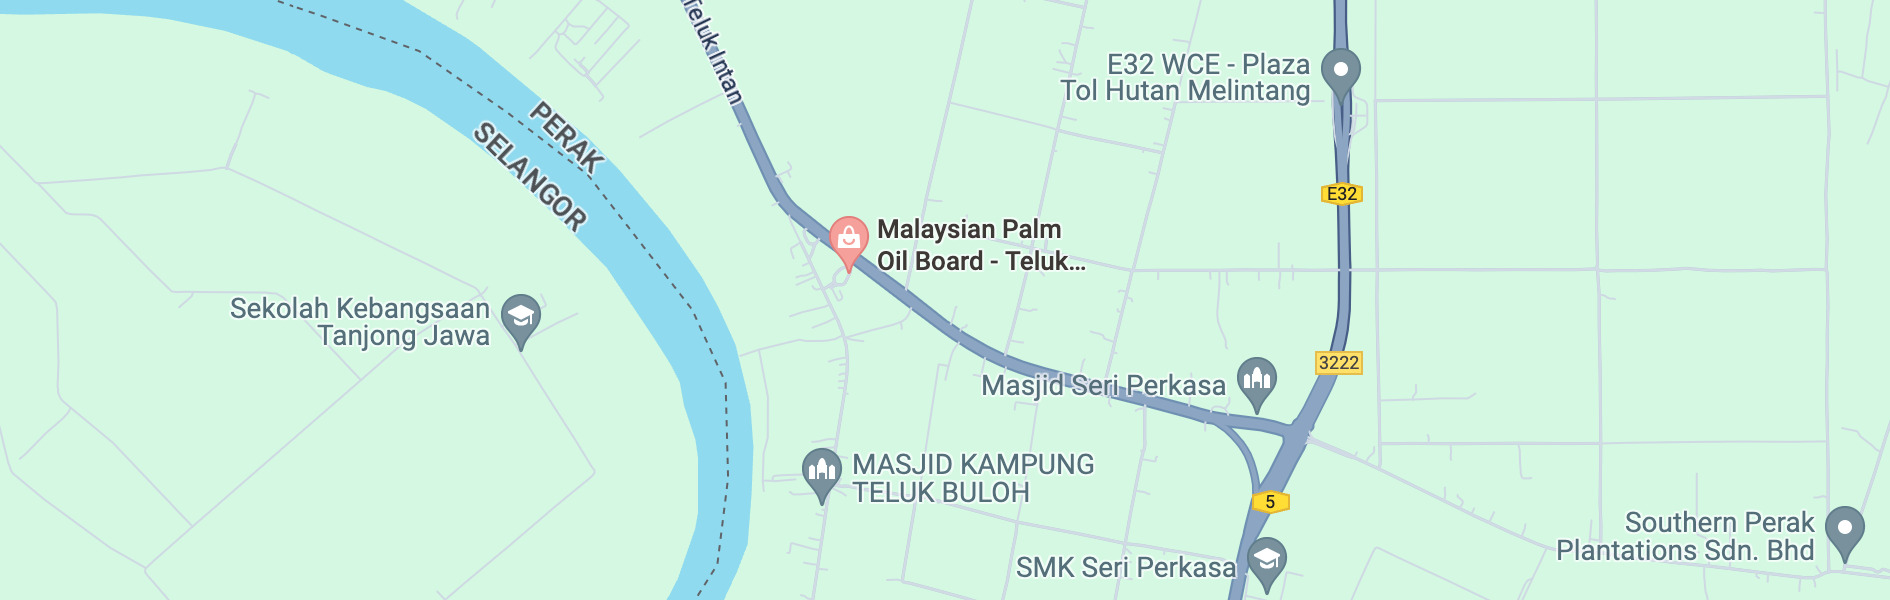 Teluk Intan
E32 WCE - Plaza
Tol Hutan Melintang
PERAK
SELANGOR
E32
Malaysian Palm
Oil Board - Teluk...
Sekolah Kebangsaan
Tanjong Jawa
3222
Masjid Seri Perkasa
MASJID KAMPUNG
TELUK BULOH
5
Southern Perak
Plantations Sdn. Bhd
SMK Seri Perkasa